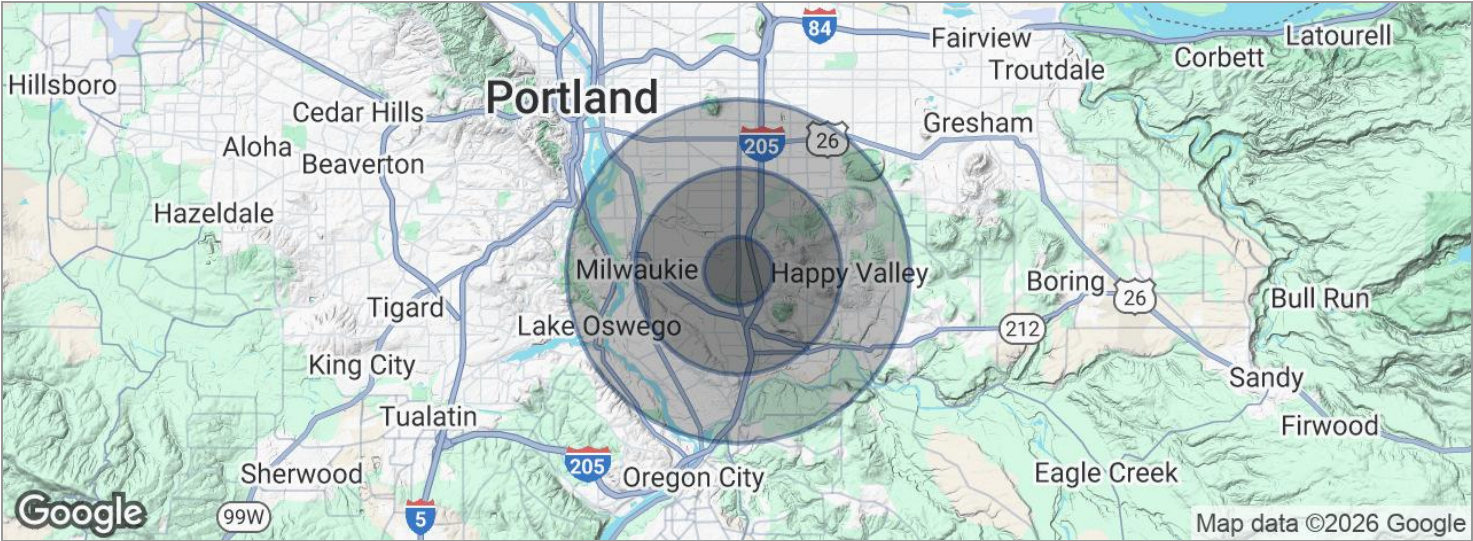 84
Fairview
Latourell
Corbett
Troutdale
Hillsboro
Portland
Cedar Hills
Gresham
26
205
Aloha
Beaverton
Hazeldale
Milwaukie
Happy Valley
Boring
26
Bull Run
Tigard
Lake Oswego
212
King City
Sandy
Tualatin
Firwood
Sherwood
205
Oregon City
Eagle Creek
Google
99W
5
Map data ©2026 Google